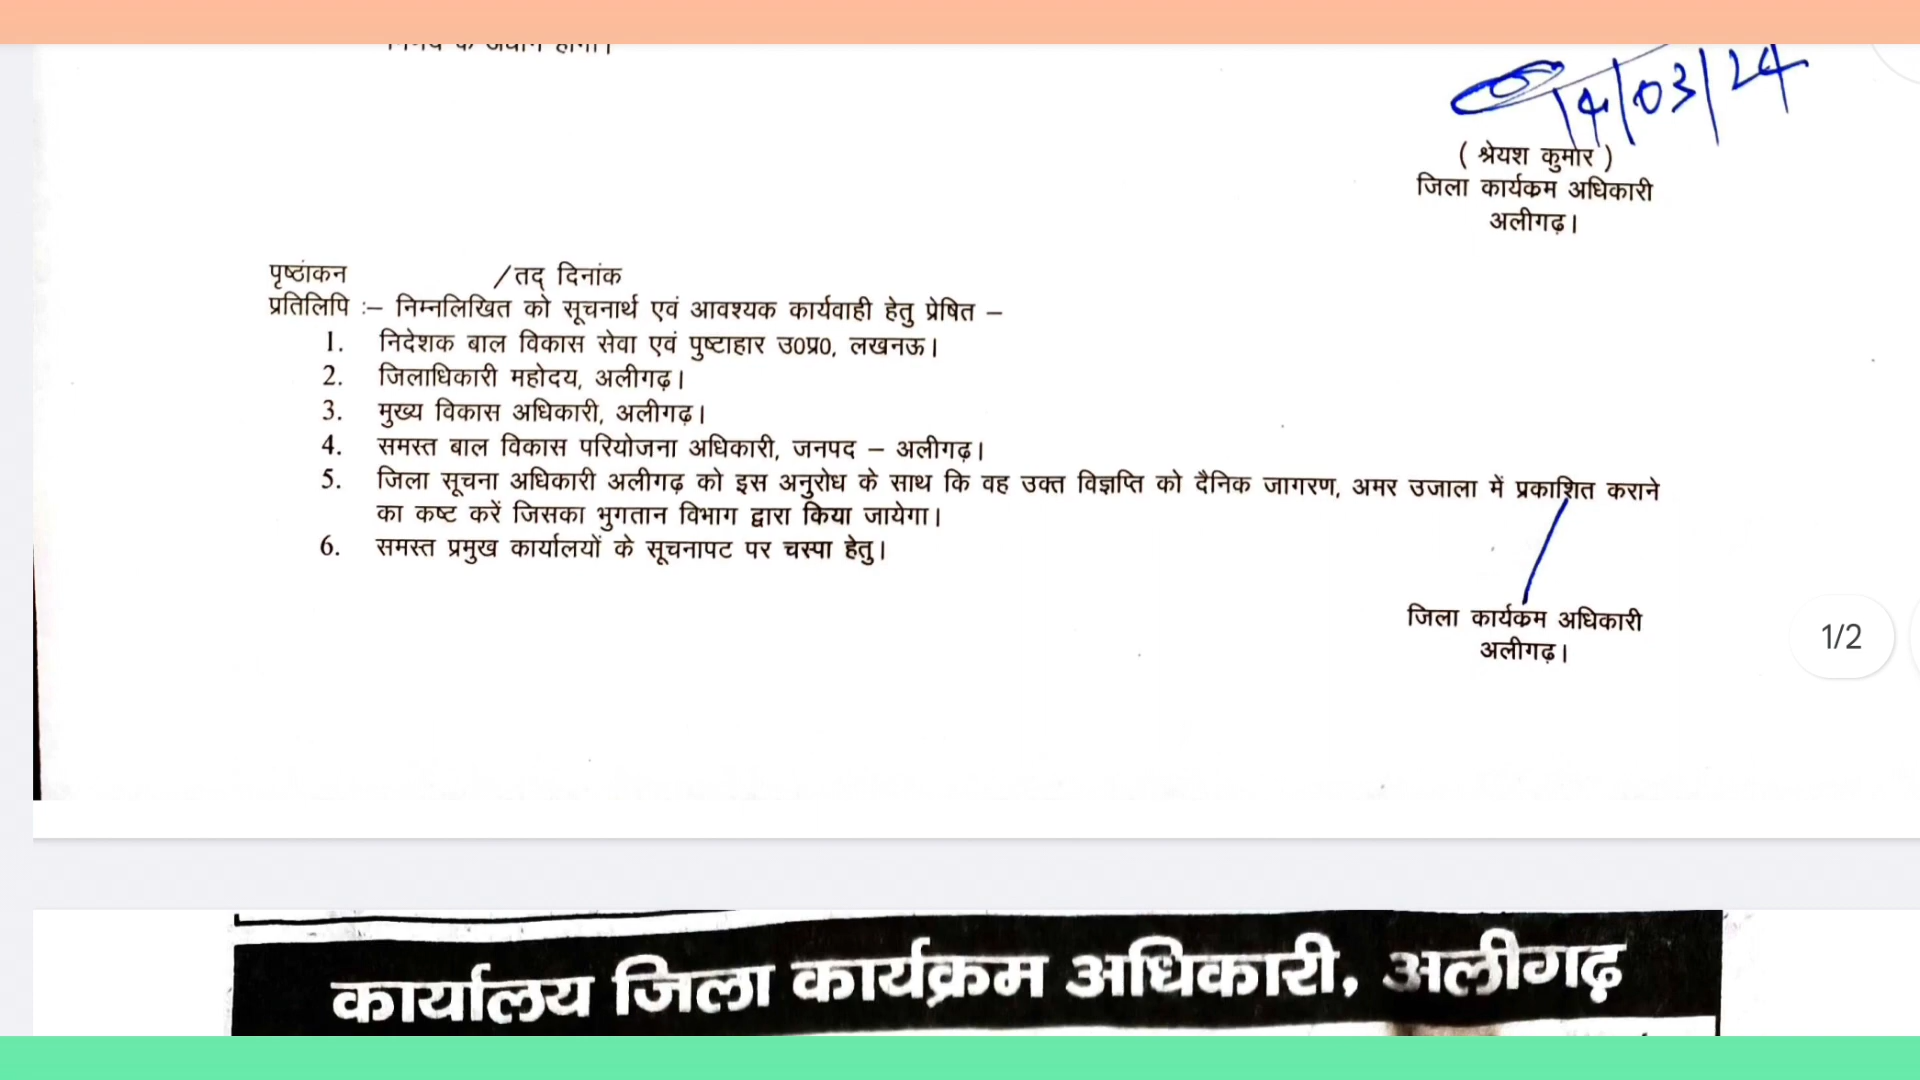 के अधीन होगा।
14/03/24
( श्रेयश कुमार )
जिला कार्यक्रम अधिकारी
अलीगढ़।
पृष्ठांकन /तद् दिनांक
प्रतिलिपि :– निम्नलिखित को सूचनार्थ एवं आवश्यक कार्यवाही हेतु प्रेषित –
1. निदेशक बाल विकास सेवा एवं पुष्टाहार उ0प्र0, लखनऊ।
2. जिलाधिकारी महोदय, अलीगढ़।
3. मुख्य विकास अधिकारी, अलीगढ़।
4. समस्त बाल विकास परियोजना अधिकारी, जनपद – अलीगढ़।
5. जिला सूचना अधिकारी अलीगढ़ को इस अनुरोध के साथ कि वह उक्त विज्ञप्ति को दैनिक जागरण, अमर उजाला में प्रकाशित कराने
का कष्ट करें जिसका भुगतान विभाग द्वारा किया जायेगा।
6. समस्त प्रमुख कार्यालयों के सूचनापट पर चस्पा हेतु।
जिला कार्यक्रम अधिकारी
अलीगढ़।
1/2
कार्यालय जिला कार्यक्रम अधिकारी, अलीगढ़